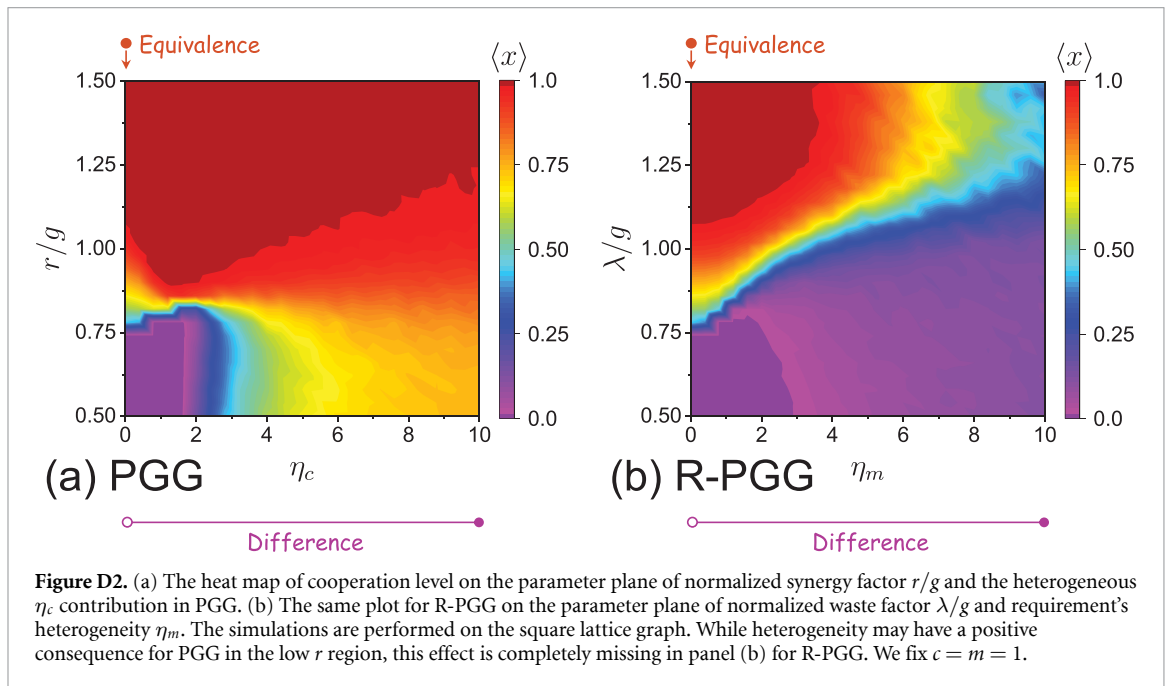 Equivalence
⟨x⟩
1.50
1.25
1.00
0.75
0.50
r/g
0 2 4 6 8 10
1.0
0.75
0.50
0.25
0.0
(a) PGG
η_c
Difference
Equivalence
⟨x⟩
1.50
1.25
1.00
0.75
0.50
λ/g
0 2 4 6 8 10
1.0
0.75
0.50
0.25
0.0
(b) R-PGG
η_m
Difference
Figure D2. (a) The heat map of cooperation level on the parameter plane of normalized synergy factor r/g and the heterogeneous
η_c contribution in PGG. (b) The same plot for R-PGG on the parameter plane of normalized waste factor λ/g and requirement's
heterogeneity η_m. The simulations are performed on the square lattice graph. While heterogeneity may have a positive
consequence for PGG in the low r region, this effect is completely missing in panel (b) for R-PGG. We fix c = m = 1.